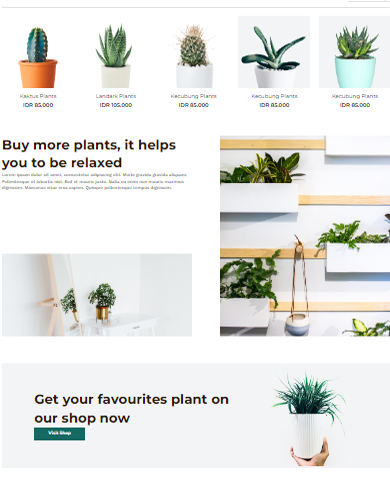 Kaktus Plants
Landak Plants
Kecubung Plants
Kecubung Plants
Kecubung Plants
IDR 85.000
IDR 105.000
IDR 85.000
IDR 85.000
IDR 85.000
Buy more plants, it helps
you to be relaxed
Lorem ipsum dolor sit amet, consectetur adipiscing elit. Morbi gravida gravida aliquam.
Pellentesque et lobortis dui. Sed et mauris justo. Nulla eu enim non mauris maximus
dignissim. Maecenas vitae eros sapien. Quisque pellentesque tempus dignissim.
Get your favourites plant on
our shop now
Visit Shop